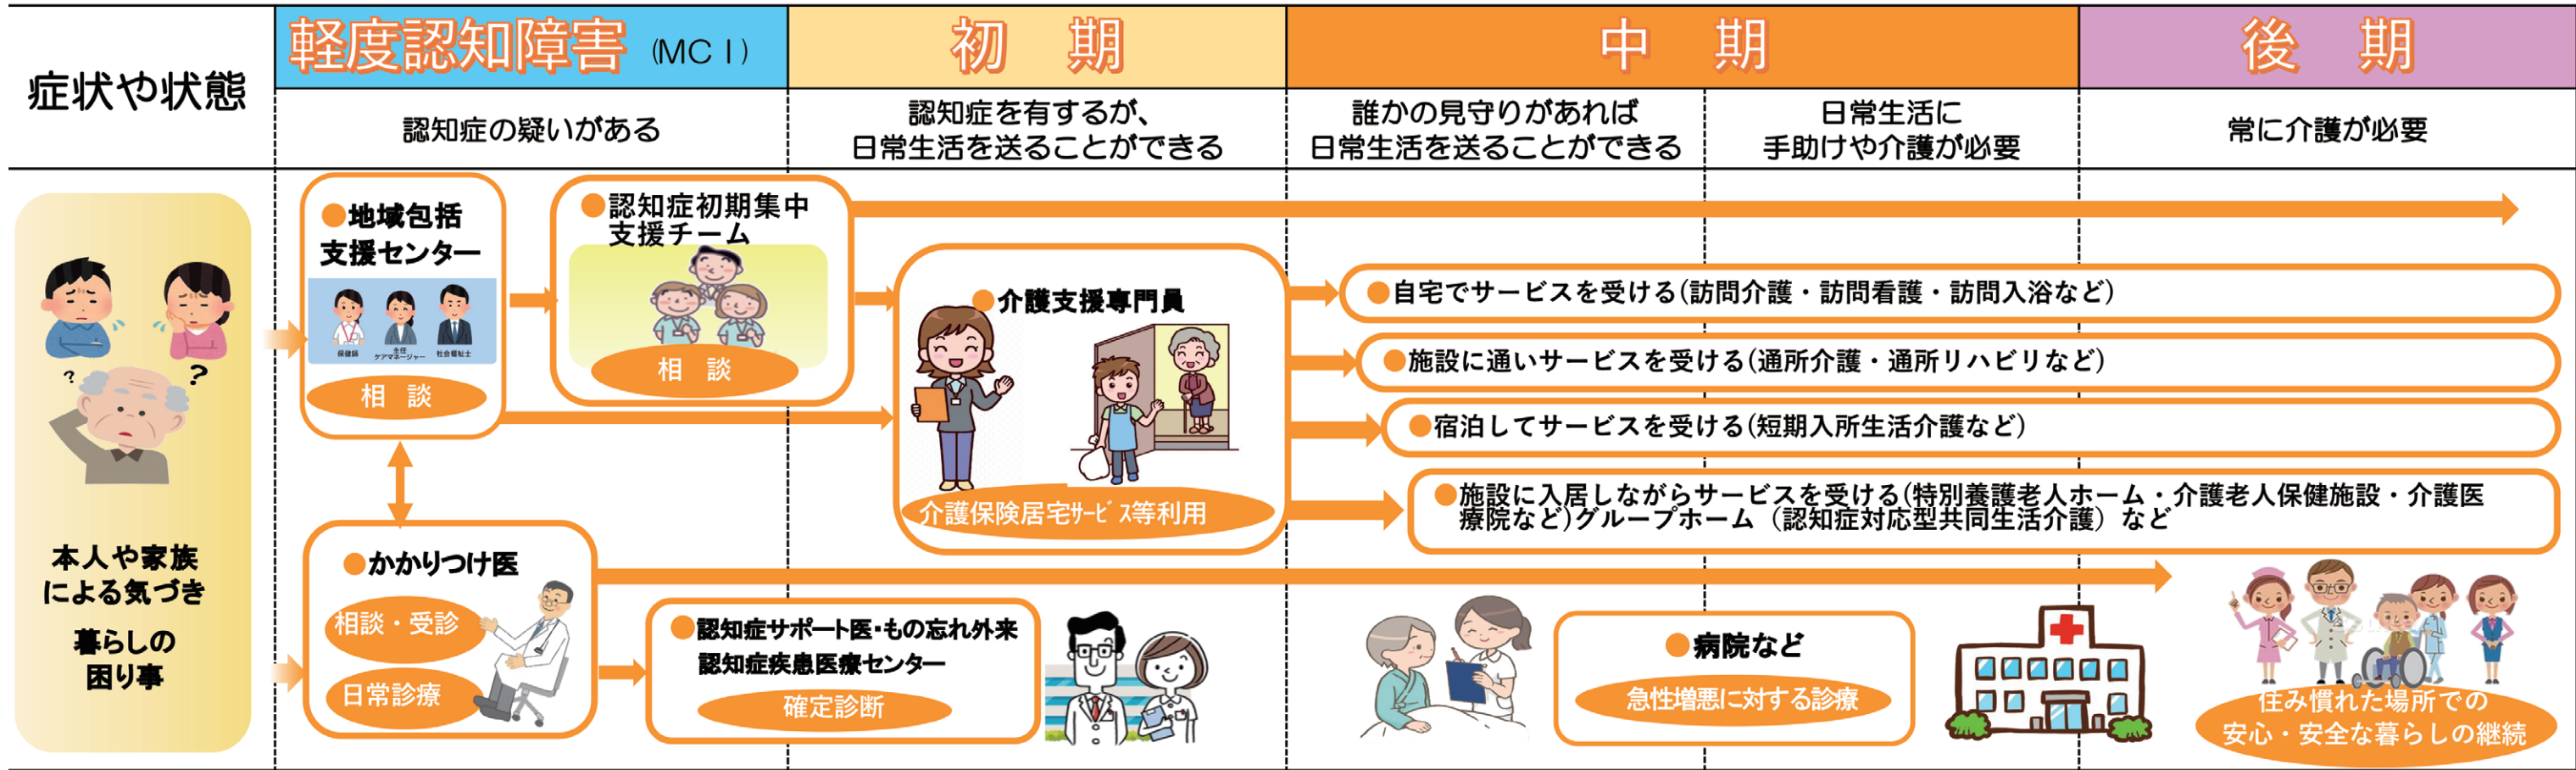 症状や状態
軽度認知障害 (MCI)
初 期
中 期
後 期
認知症の疑いがある
認知症を有するが、
日常生活を送ることができる
誰かの見守りがあれば
日常生活を送ることができる
日常生活に
手助けや介護が必要
常に介護が必要
?
?
本人や家族
による気づき
暮らしの
困り事
●地域包括
支援センター
保健師
主任
ケアマネージャー
社会福祉士
相 談
●認知症初期集中
支援チーム
相 談
●介護支援専門員
介護保険居宅ｻｰﾋﾞｽ等利用
●自宅でサービスを受ける(訪問介護・訪問看護・訪問入浴など)
●施設に通いサービスを受ける(通所介護・通所リハビリなど)
●宿泊してサービスを受ける(短期入所生活介護など)
●施設に入居しながらサービスを受ける(特別養護老人ホーム・介護老人保健施設・介護医
療院など)グループホーム（認知症対応型共同生活介護）など
●かかりつけ医
相談・受診
日常診療
●認知症サポート医・もの忘れ外来
認知症疾患医療センター
確定診断
●病院など
急性増悪に対する診療
住み慣れた場所での
安心・安全な暮らしの継続